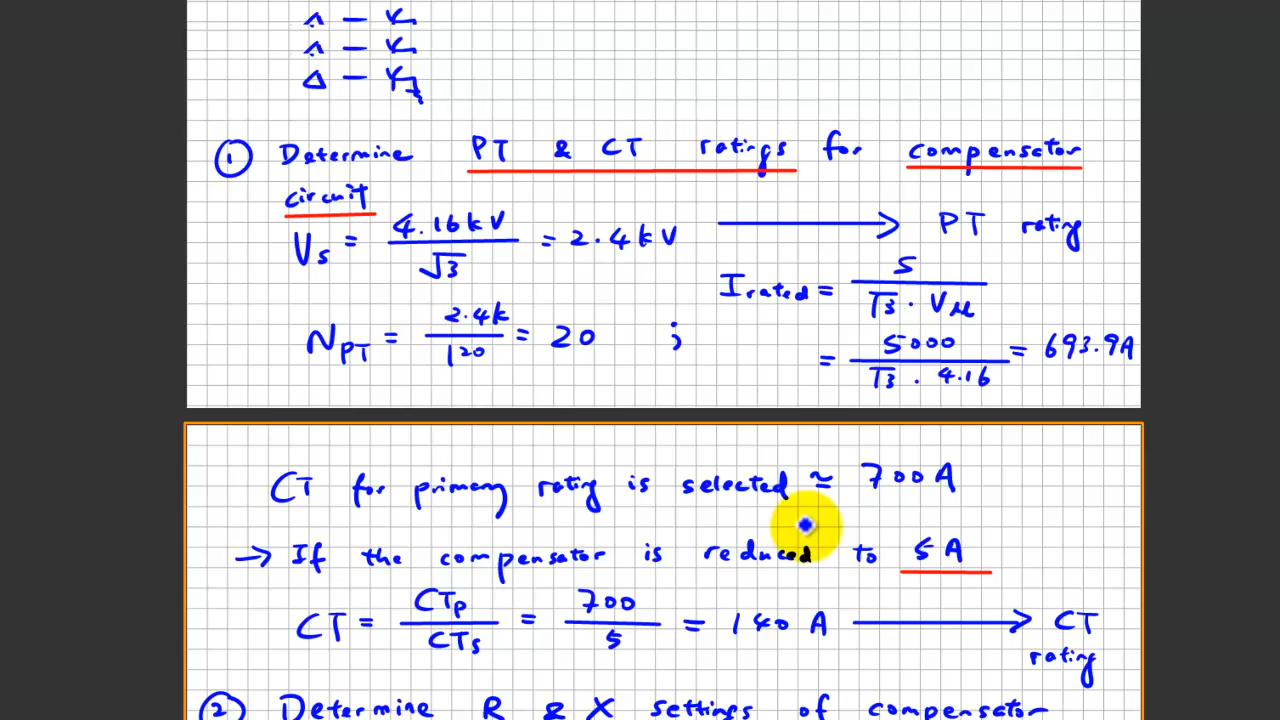 Δ – Y
① Determine PT & CT ratings for compensator
circuit
Vs = 4.16kV / √3 = 2.4kV → PT rating
Irated = S / √3 · VLL
NPT = 2.4k / 120 = 20 ;
= 5000 / √3 · 4.16 = 693.9A
CT for primary rating is selected ≈ 700A
→ If the compensator is reduced to 5A
CT = CTP / CTS = 700 / 5 = 140 A → CT
rating
② Determine R & X settings of compensator